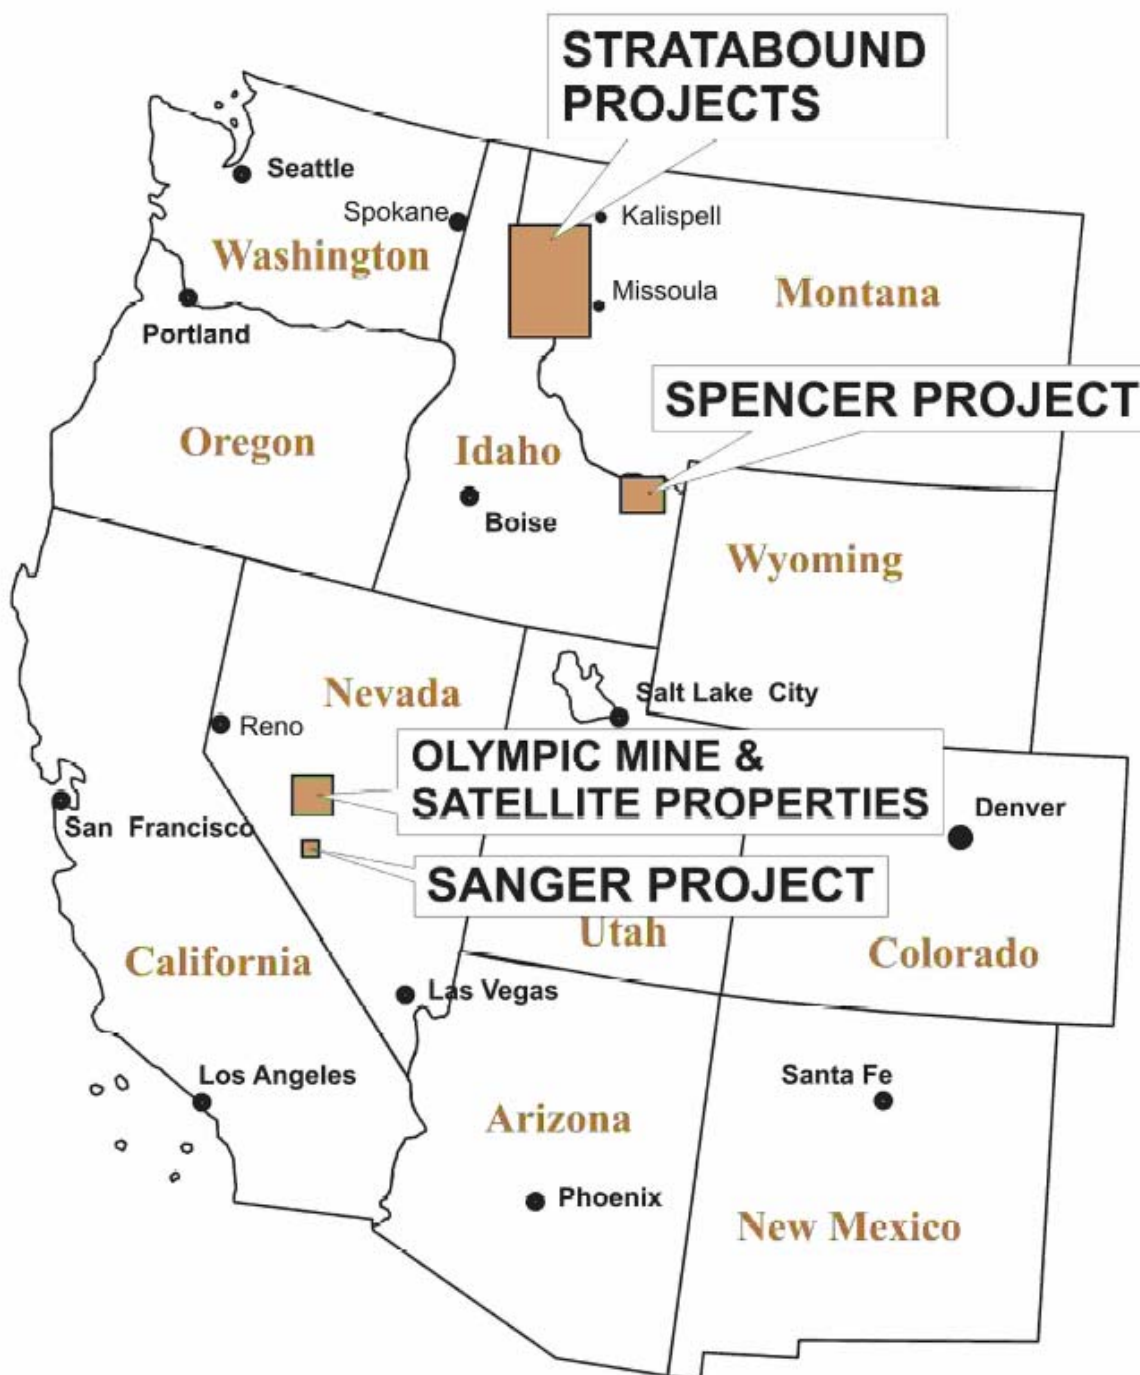 STRATABOUND
PROJECTS
Seattle
Spokane
Kalispell
Washington
Missoula
Montana
Portland
SPENCER PROJECT
Oregon
Idaho
Boise
Wyoming
Nevada
Salt Lake City
Reno
OLYMPIC MINE &
SATELLITE PROPERTIES
Denver
San Francisco
SANGER PROJECT
Utah
Colorado
California
Las Vegas
Los Angeles
Santa Fe
Arizona
Phoenix
New Mexico